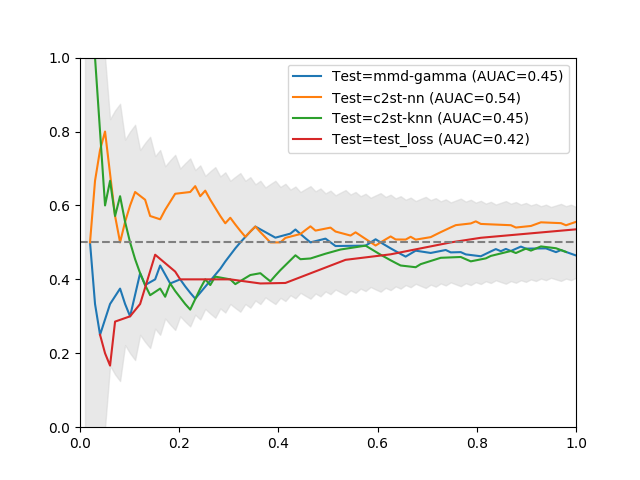 1.0
0.8
0.6
0.4
0.2
0.0
Test=mmd-gamma (AUAC=0.45)
Test=c2st-nn (AUAC=0.54)
Test=c2st-knn (AUAC=0.45)
Test=test_loss (AUAC=0.42)
0.0 0.2 0.4 0.6 0.8 1.0